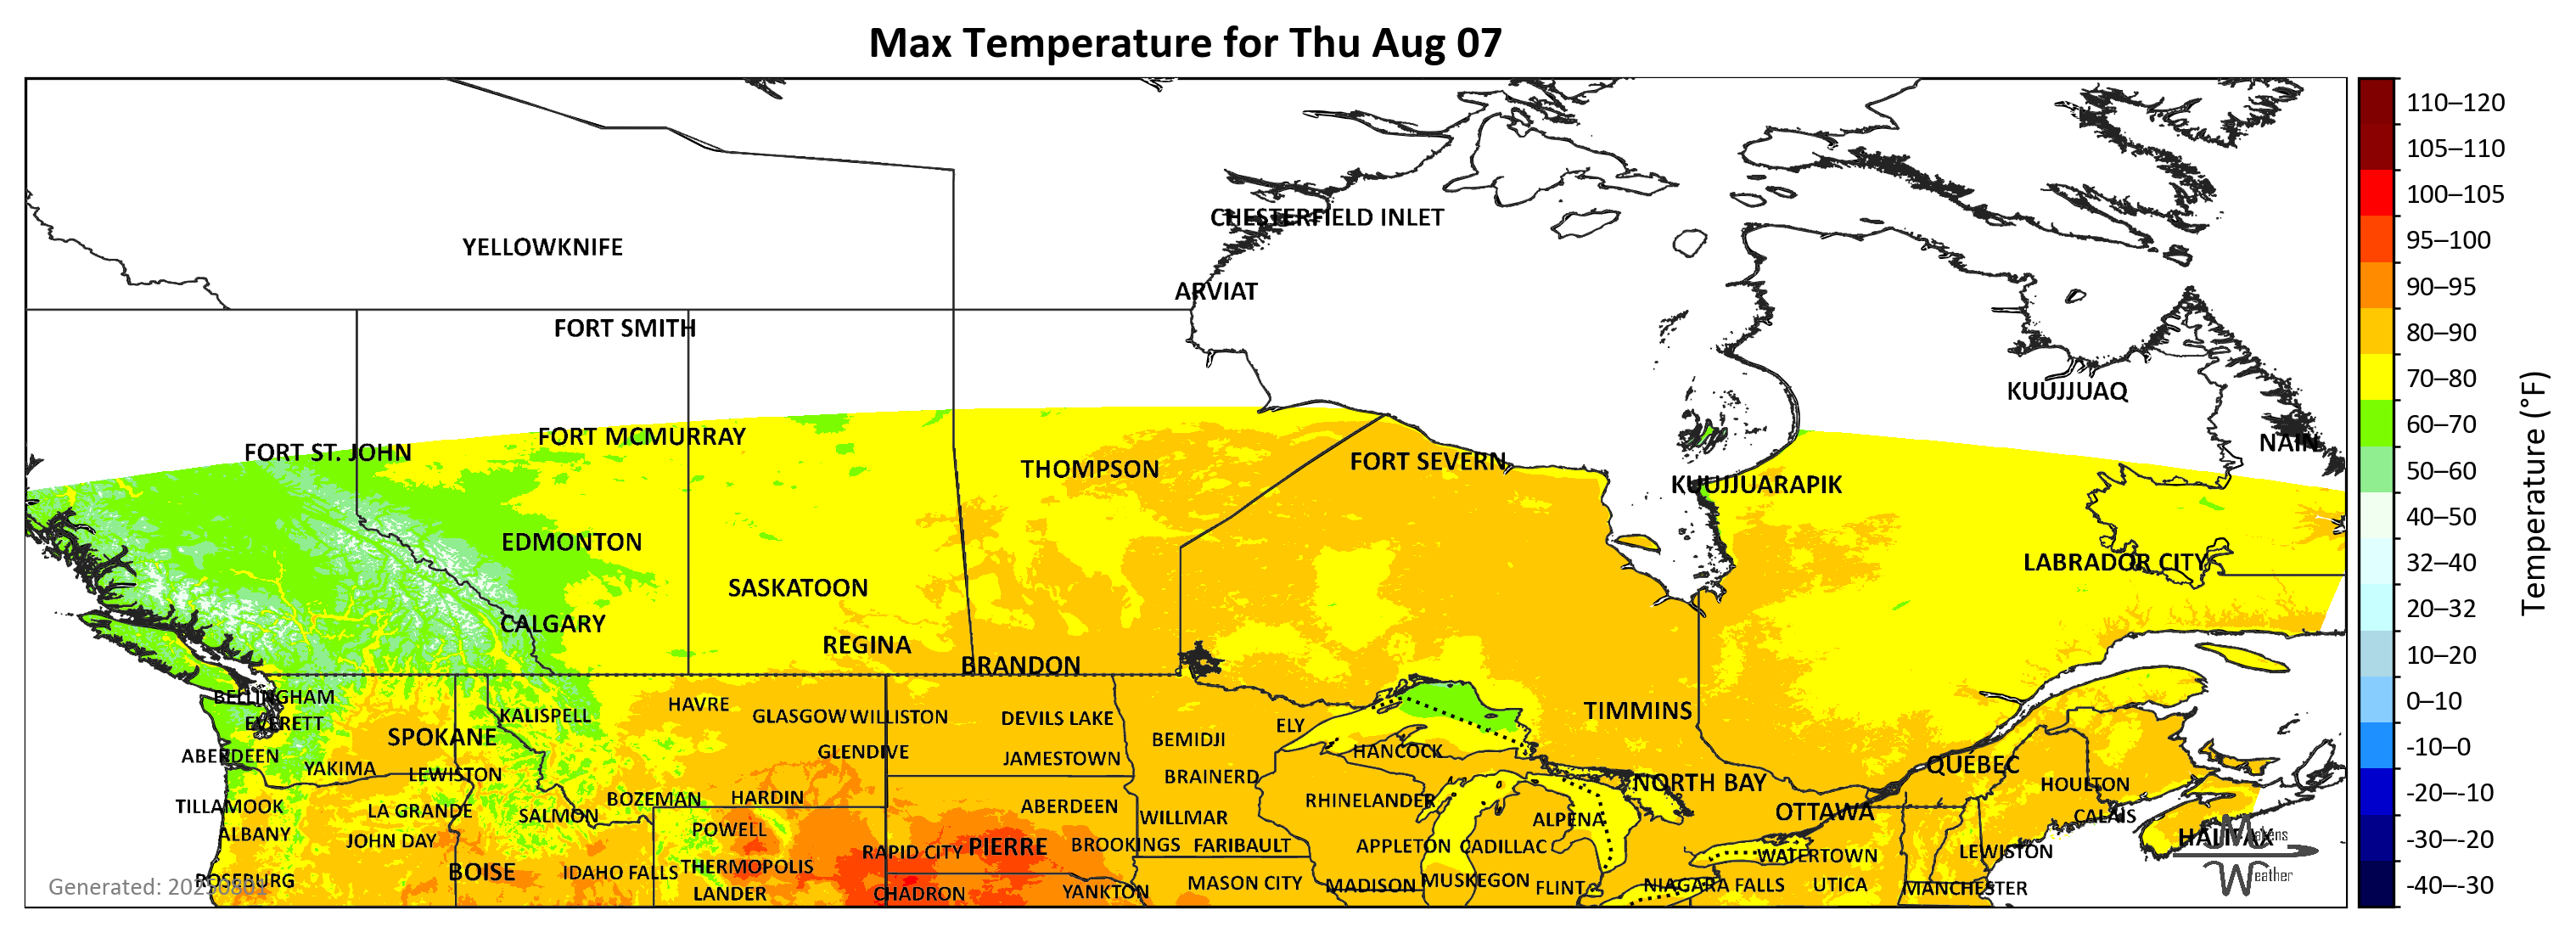 Max Temperature for Thu Aug 07
CHESTERFIELD INLET
YELLOWKNIFE
ARVIAT
FORT SMITH
KUUJJUAQ
FORT MCMURRAY
NAIN
FORT ST. JOHN
FORT SEVERN
THOMPSON
KUUJJUARAPIK
EDMONTON
LABRADOR CITY
SASKATOON
CALGARY
REGINA
BRANDON
BELLINGHAM
HAVRE
TIMMINS
KALISPELL
GLASGOW WILLISTON
DEVILS LAKE
EVERETT
ELY
SPOKANE
BEMIDJI
GLENDIVE
HANCOCK
ABERDEEN
JAMESTOWN
QUÉBEC
YAKIMA
LEWISTON
BRAINERD
NORTH BAY
HOULTON
BOZEMAN
HARDIN
RHINELANDER
TILLAMOOK
LA GRANDE
ABERDEEN
SALMON
WILLMAR
OTTAWA
CALAIS
ALPENA
POWELL
ALBANY
HALIFAX
Makens
JOHN DAY
PIERRE
BROOKINGS
FARIBAULT
APPLETON
CADILLAC
RAPID CITY
LEWISTON
WATERTOWN
THERMOPOLIS
BOISE
IDAHO FALLS
Weather
ROSEBURG
MUSKEGON
MASON CITY
MADISON
NIAGARA FALLS
UTICA
Generated: 20250801
FLINT
MANCHESTER
YANKTON
LANDER
CHADRON
110–120
105–110
100–105
95–100
90–95
80–90
70–80
60–70
50–60
40–50
32–40
20–32
10–20
0–10
-10–0
-20–-10
-30–-20
-40–-30
Temperature (°F)